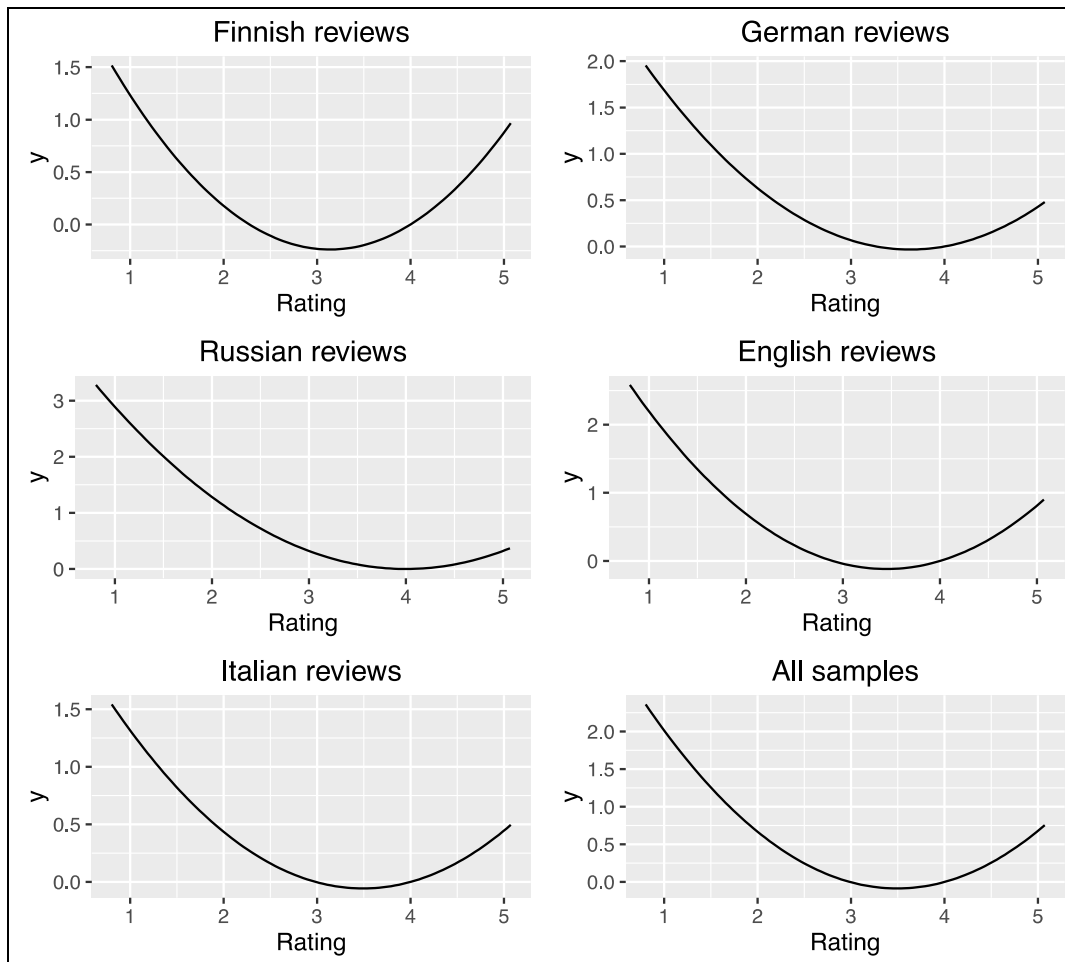 Finnish reviews
1.5
1.0
0.5
0.0
y
1 2 3 4 5
Rating
German reviews
2.0
1.5
1.0
0.5
0.0
y
1 2 3 4 5
Rating
Russian reviews
3
2
1
0
y
1 2 3 4 5
Rating
English reviews
2
1
0
y
1 2 3 4 5
Rating
Italian reviews
1.5
1.0
0.5
0.0
y
1 2 3 4 5
Rating
All samples
2.0
1.5
1.0
0.5
0.0
y
1 2 3 4 5
Rating